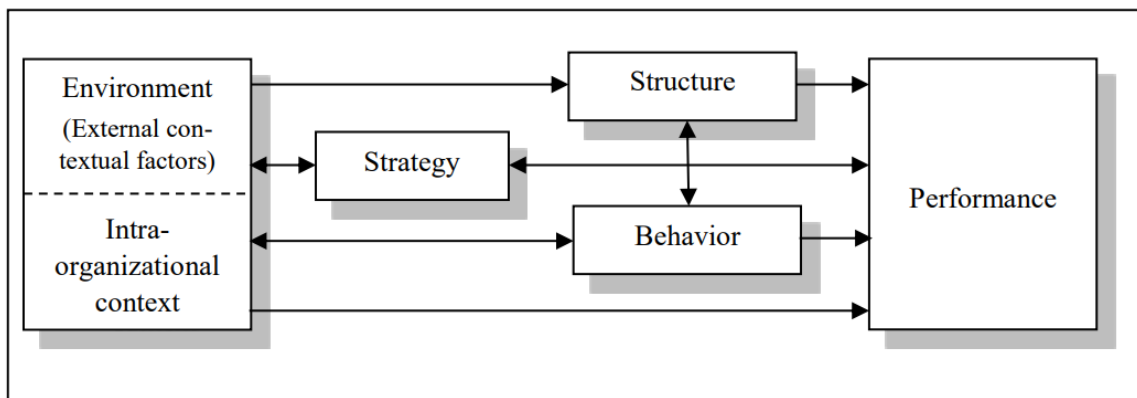 Environment
(External con-
textual factors)
Intra-
organizational
context
Strategy
Structure
Behavior
Performance